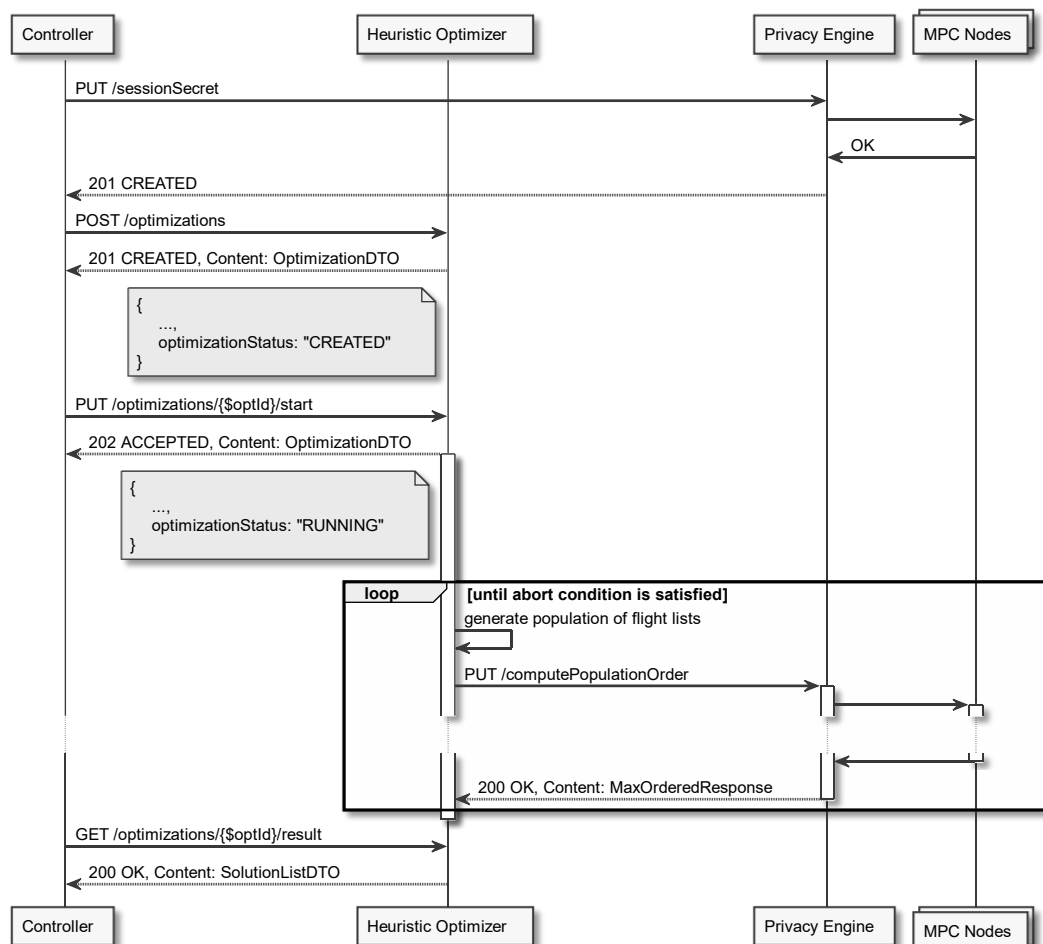 Controller
Heuristic Optimizer
Privacy Engine
MPC Nodes
PUT /sessionSecret
OK
201 CREATED
POST /optimizations
201 CREATED, Content: OptimizationDTO
{
...,
optimizationStatus: "CREATED"
}
PUT /optimizations/{$optId}/start
202 ACCEPTED, Content: OptimizationDTO
{
...,
optimizationStatus: "RUNNING"
}
loop
[until abort condition is satisfied]
generate population of flight lists
PUT /computePopulationOrder
200 OK, Content: MaxOrderedResponse
GET /optimizations/{$optId}/result
200 OK, Content: SolutionListDTO
Controller
Heuristic Optimizer
Privacy Engine
MPC Nodes